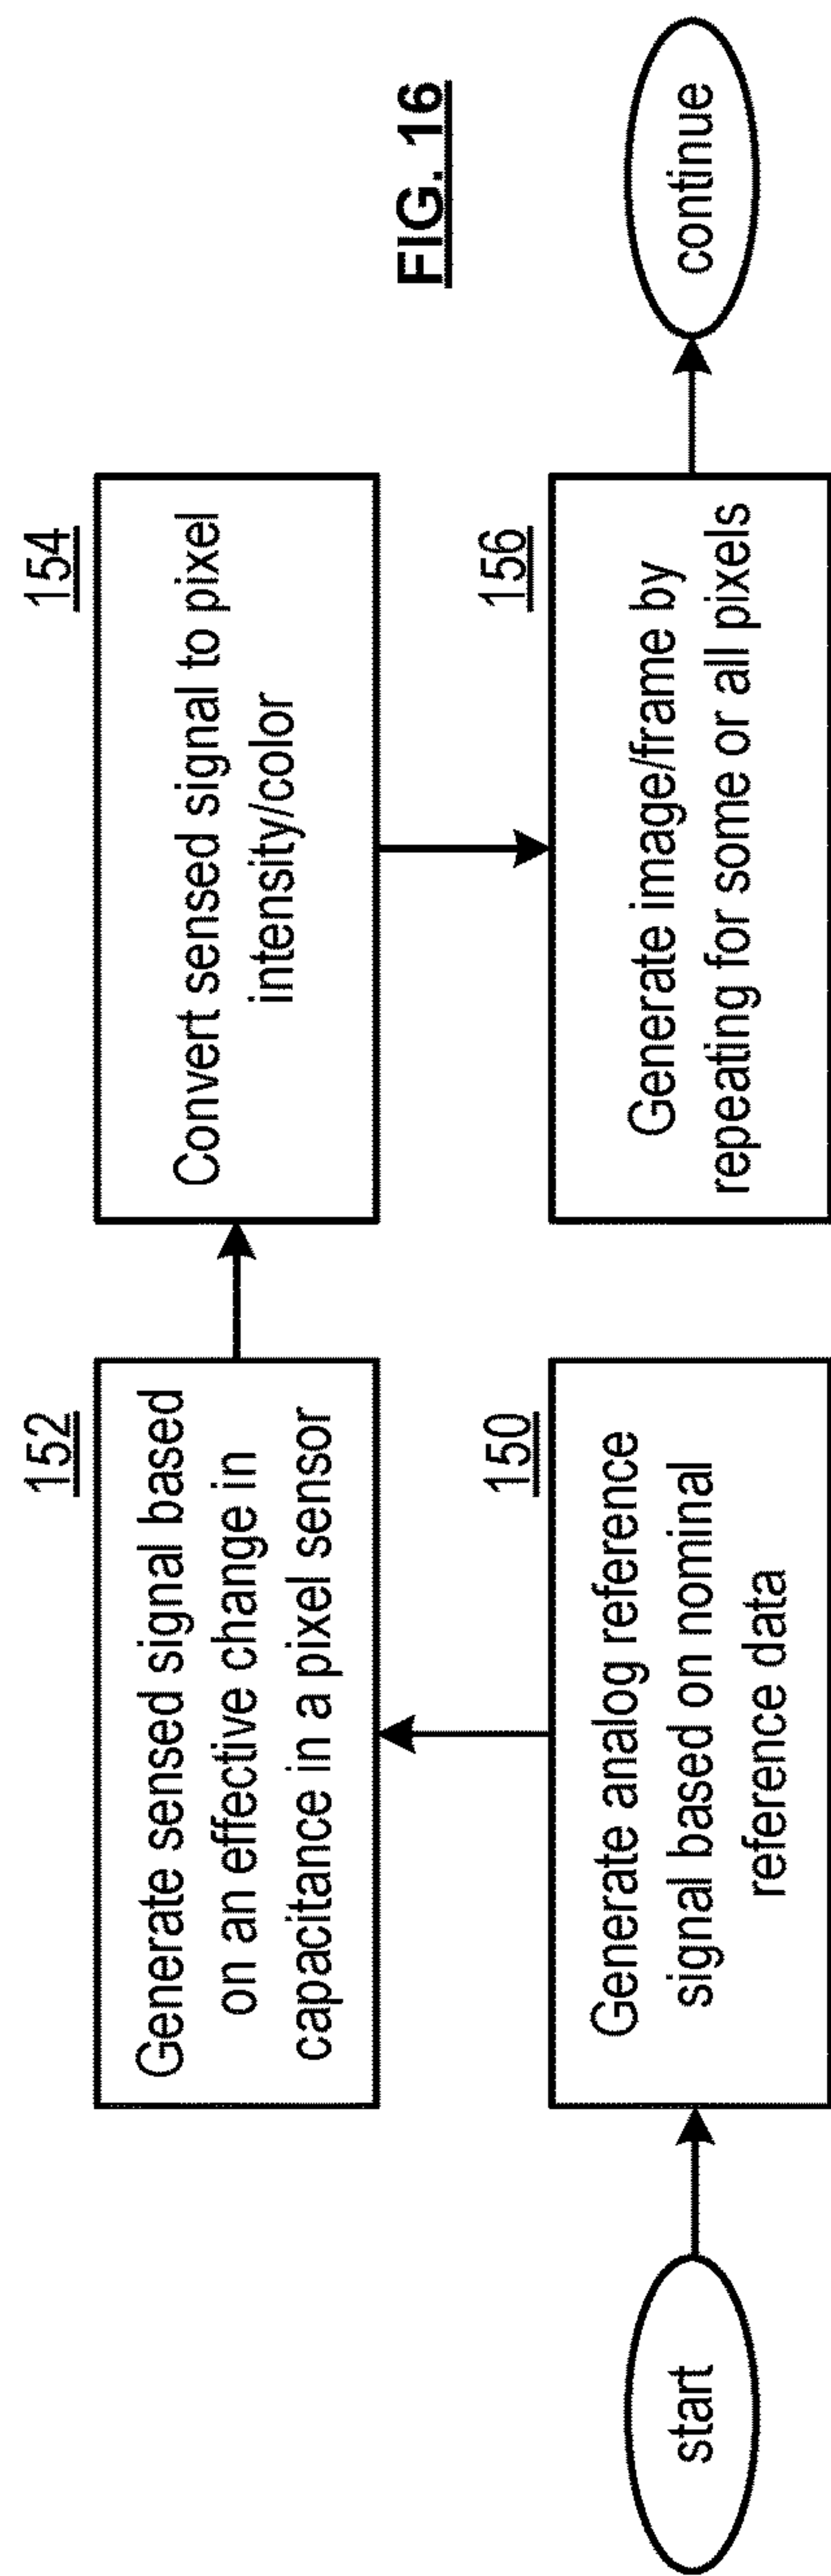 start
150
Generate analog reference
signal based on nominal
reference data
152
Generate sensed signal based
on an effective change in
capacitance in a pixel sensor
154
Convert sensed signal to pixel
intensity/color
156
Generate image/frame by
repeating for some or all pixels
continue
FIG. 16